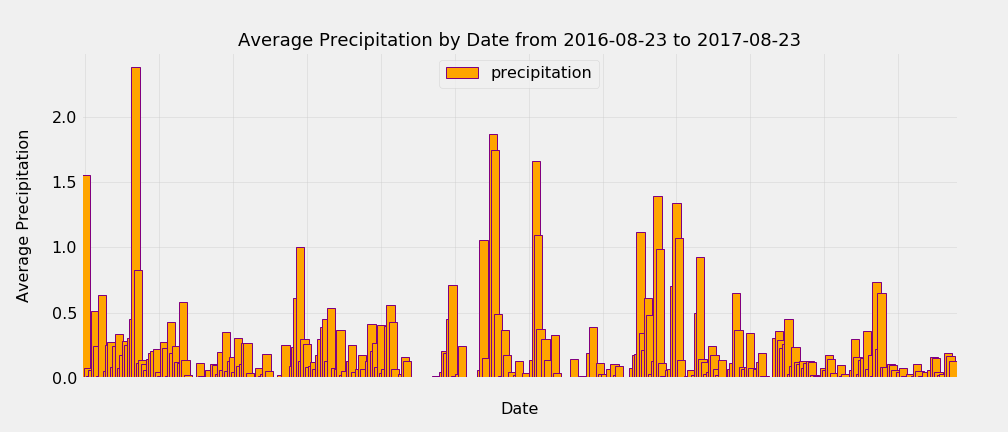 Average Precipitation by Date from 2016-08-23 to 2017-08-23
precipitation
Average Precipitation
2.0
1.5
1.0
0.5
0.0
Date